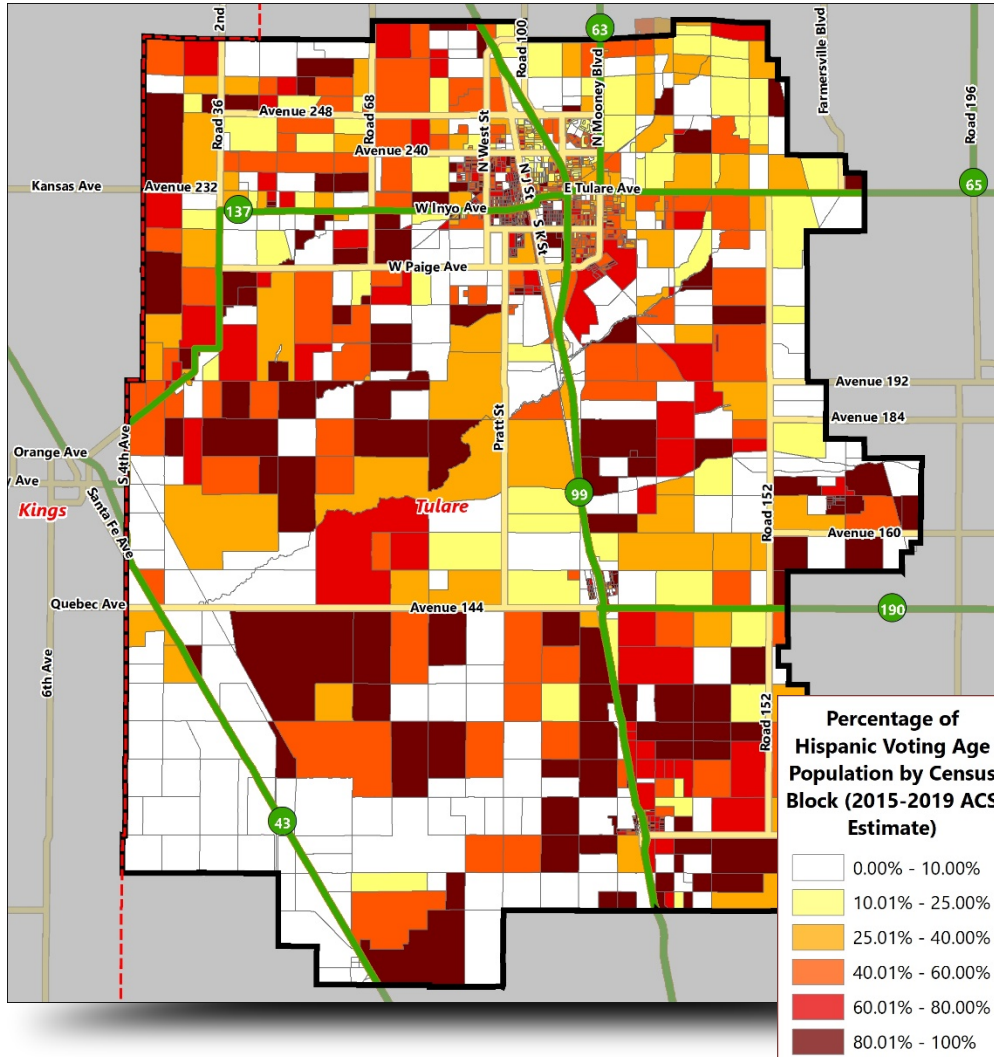 2nd
Road 100
63
Farmersville Blvd
Road 196
Road 36
Road 68
N Mooney Blvd
Avenue 248
N West St
Avenue 240
Kansas Ave
Avenue 232
N J St
E Tulare Ave
65
137
W Inyo Ave
S K St
W Paige Ave
Avenue 192
Pratt St
Avenue 184
S 4th Ave
Orange Ave
y Ave
99
Kings
Santa Fe Ave
Tulare
Road 152
Avenue 160
Quebec Ave
Avenue 144
190
6th Ave
Road 152
43
Percentage of
Hispanic Voting Age
Population by Census
Block (2015-2019 ACS
Estimate)
0.00% - 10.00%
10.01% - 25.00%
25.01% - 40.00%
40.01% - 60.00%
60.01% - 80.00%
80.01% - 100%